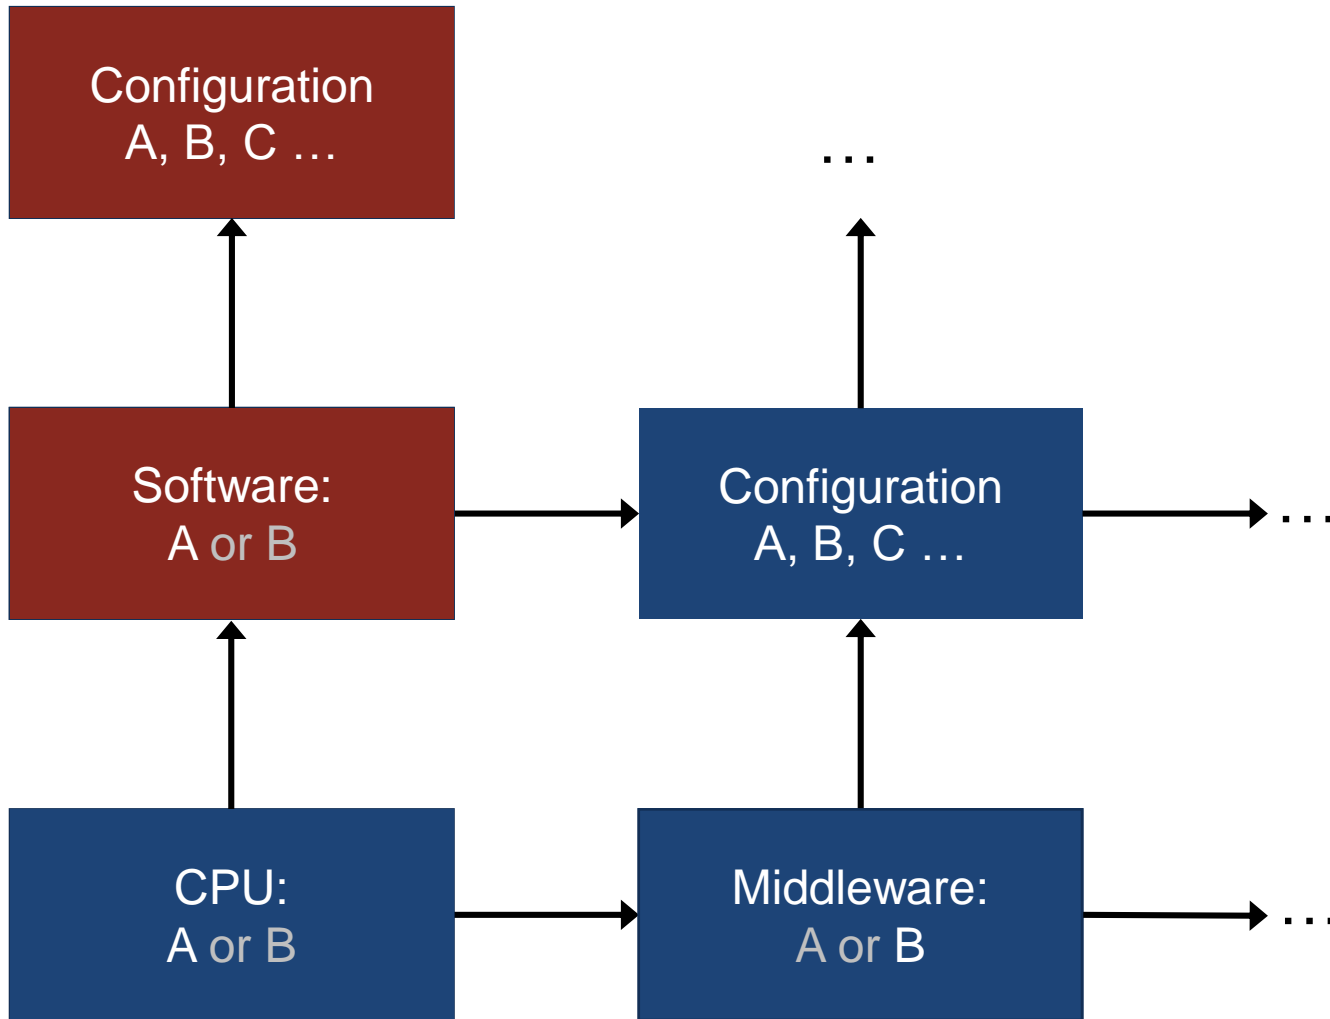 Configuration
A, B, C …
…
Software:
A or B
Configuration
A, B, C …
…
CPU:
A or B
Middleware:
A or B
…